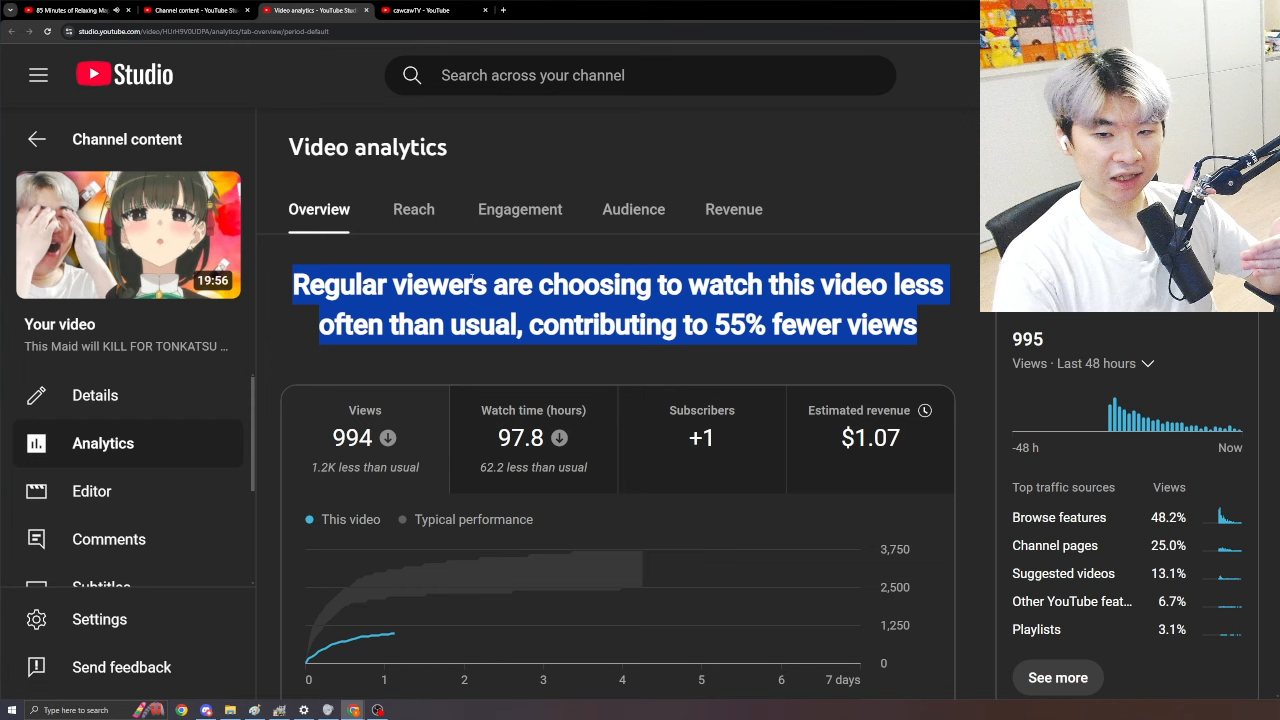 85 Minutes of Relaxing Ma
Channel content - YouTube Stu
Video analytics - YouTube Studi
cawcawTV - YouTube
studio.youtube.com/video/HUrH9V0UDPA/analytics/tab-overview/period-default
Studio
Search across your channel
Channel content
19:56
Your video
This Maid will KILL FOR TONKATSU ...
Details
Analytics
Editor
Comments
Subtitles
Settings
Send feedback
Video analytics
Overview
Reach
Engagement
Audience
Revenue
Regular viewers are choosing to watch this video less
often than usual, contributing to 55% fewer views
Views
994
1.2K less than usual
Watch time (hours)
97.8
62.2 less than usual
Subscribers
+1
Estimated revenue
$1.07
This video
Typical performance
3,750
2,500
1,250
0
0 1 2 3 4 5 6 7 days
995
Views · Last 48 hours
-48 h
Now
Top traffic sources Views
Browse features 48.2%
Channel pages 25.0%
Suggested videos 13.1%
Other YouTube feat... 6.7%
Playlists 3.1%
See more
Type here to search